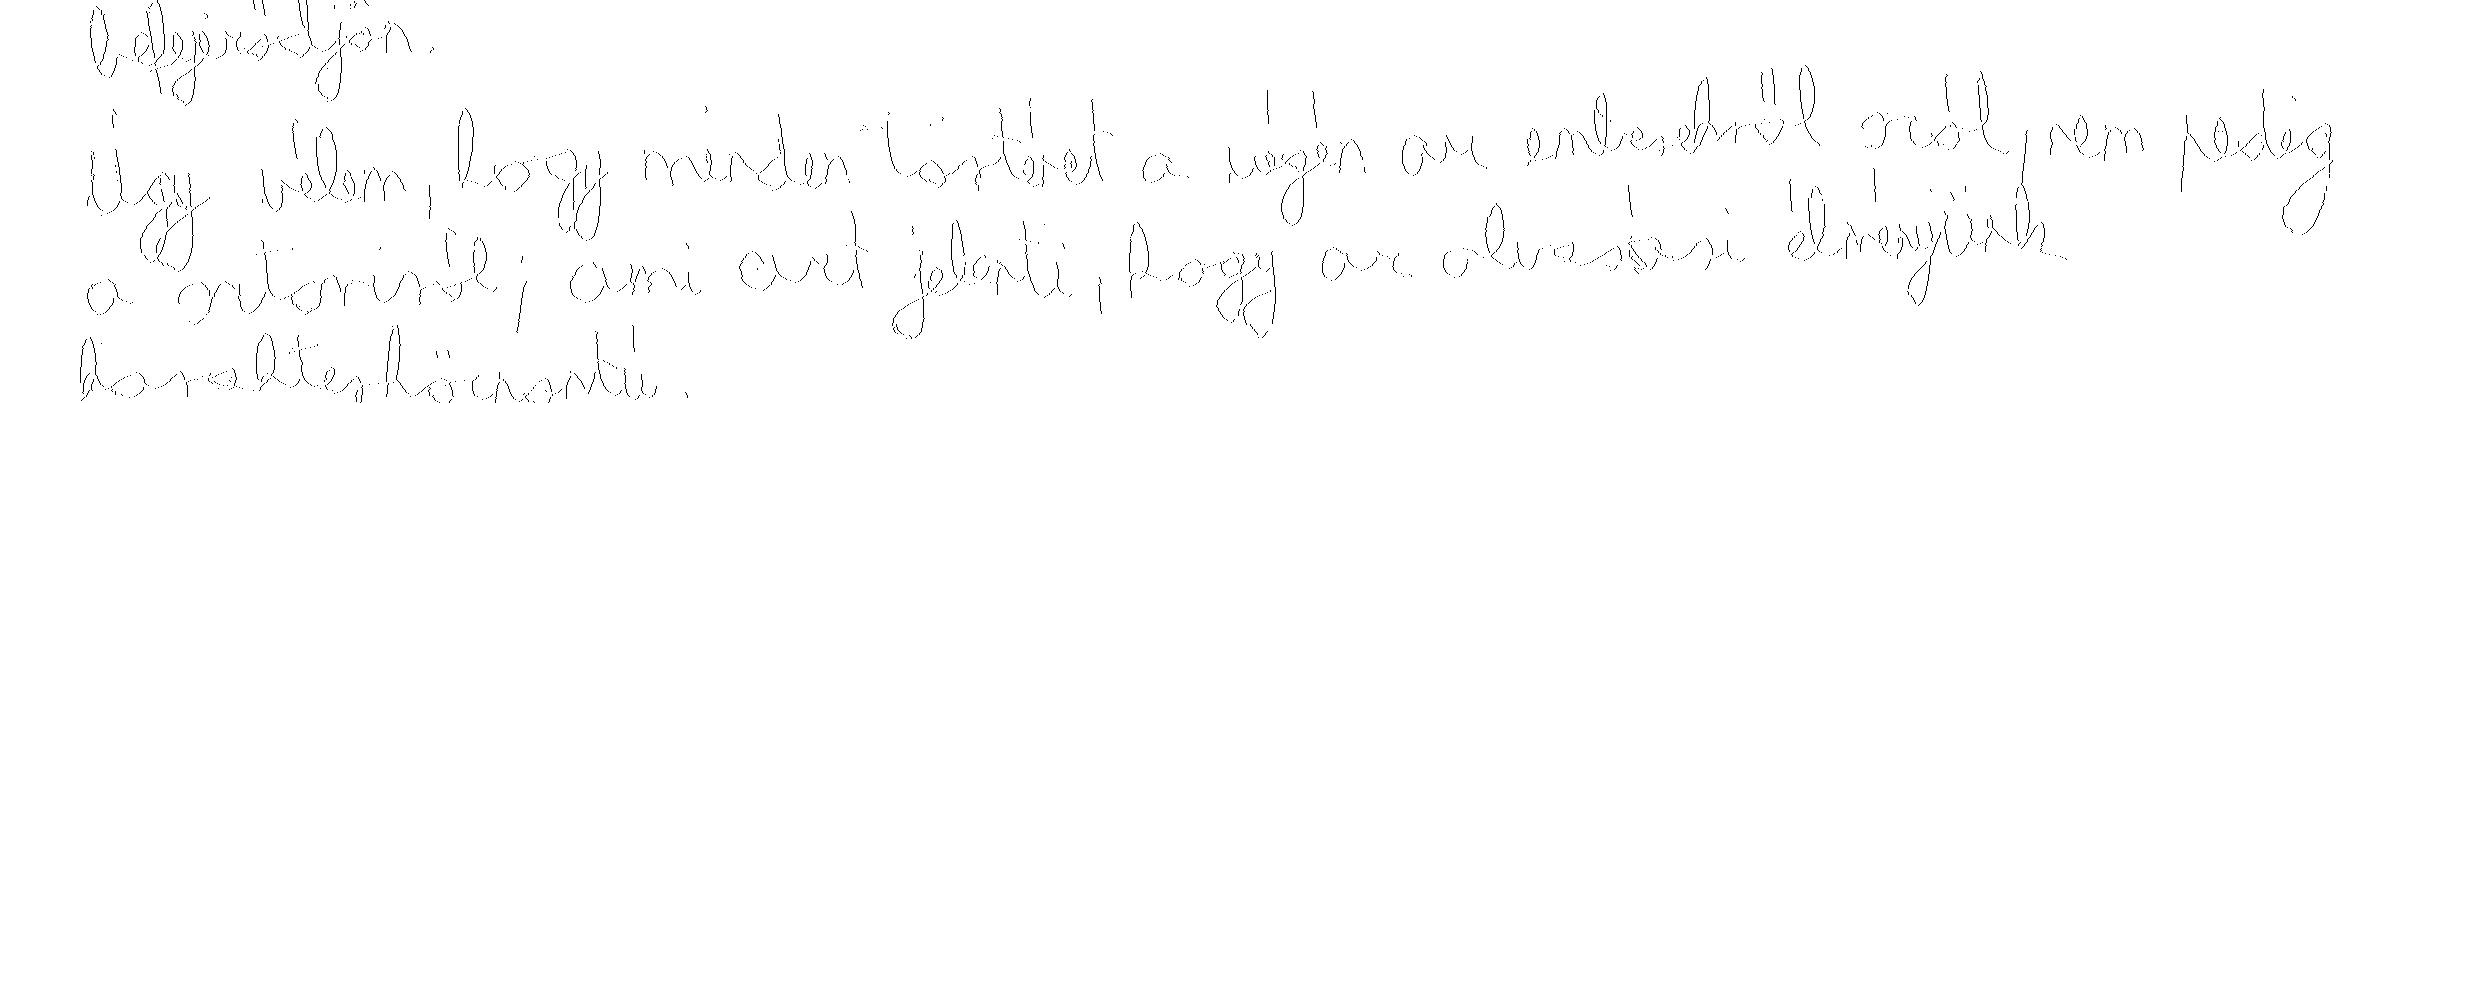 befejeződjön.
Úgy vélem, hogy minden történet a végén az emberekről szól, nem pedig
a sztoriról, ami azt jelenti, hogy az olvasási élményünk
karakterközpontú.